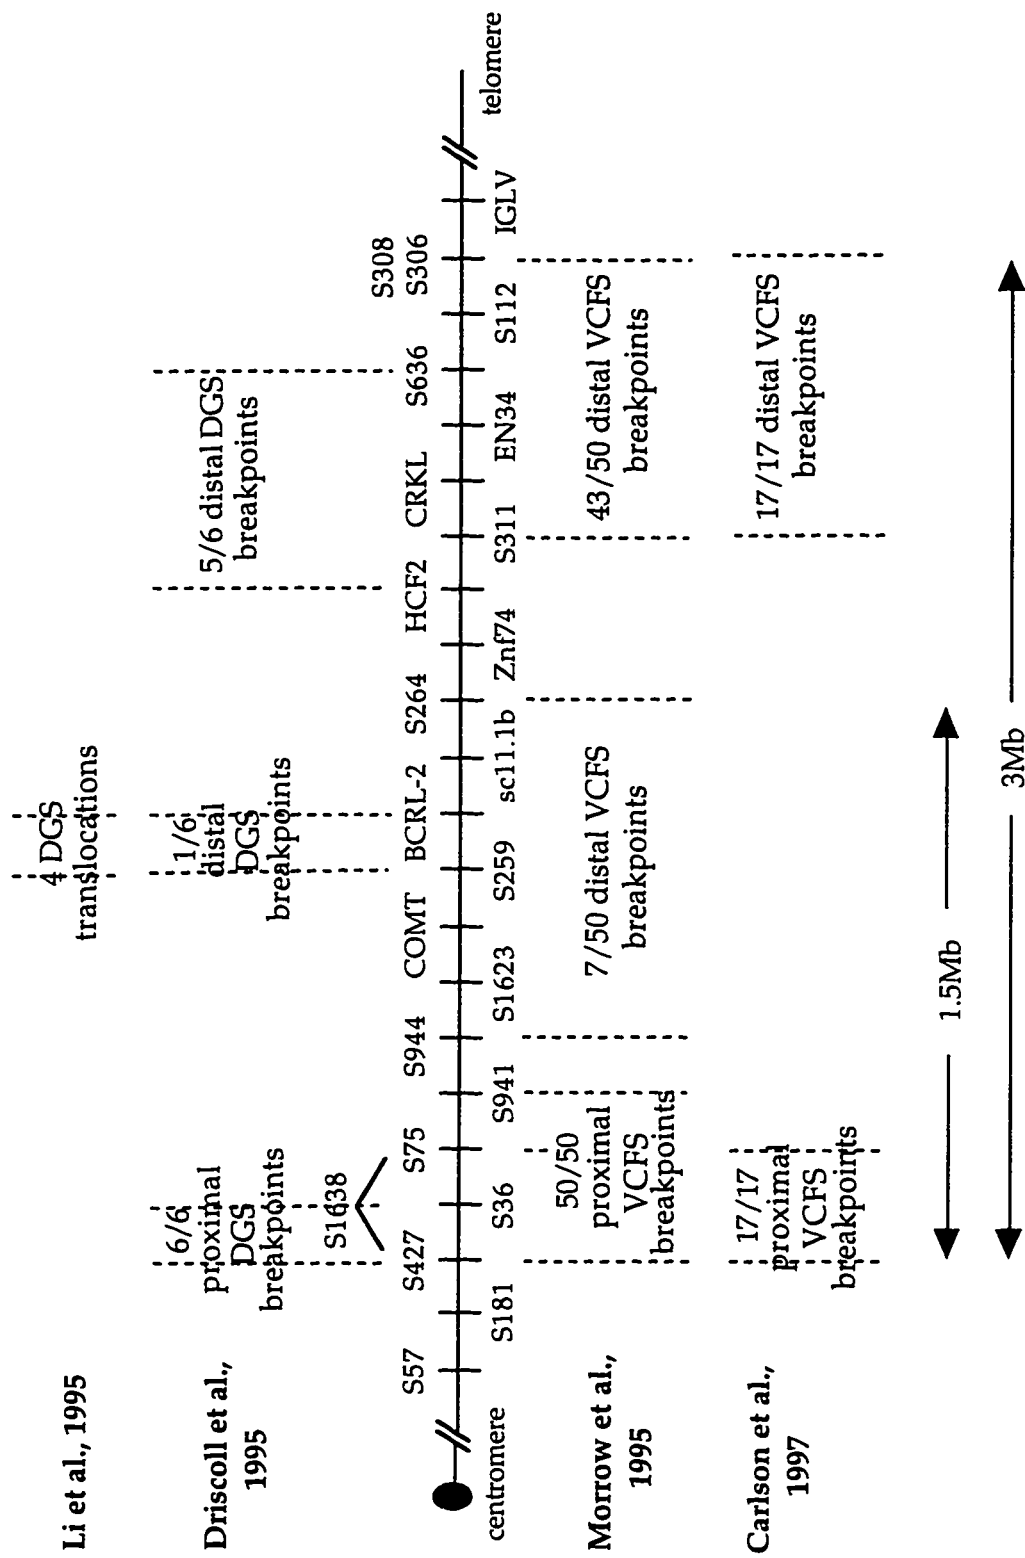 Li et al., 1995
4 DGS
translocations
Driscoll et al.,
1995
6/6
proximal
DGS
breakpoints
1/6
distal
DGS
breakpoints
5/6 distal DGS
breakpoints
S1638
S308
S57
S427
S75
S944
COMT
BCRL-2
S264
HCF2
CRKL
S636
S306
centromere
S181
S36
S941
S1623
S259
sc11.1b
Znf74
S311
EN34
S112
IGLV
telomere
Morrow et al.,
1995
50/50
proximal
VCFS
breakpoints
7/50 distal VCFS
breakpoints
43/50 distal VCFS
breakpoints
Carlson et al.,
1997
17/17
proximal
VCFS
breakpoints
17/17 distal VCFS
breakpoints
1.5Mb
3Mb